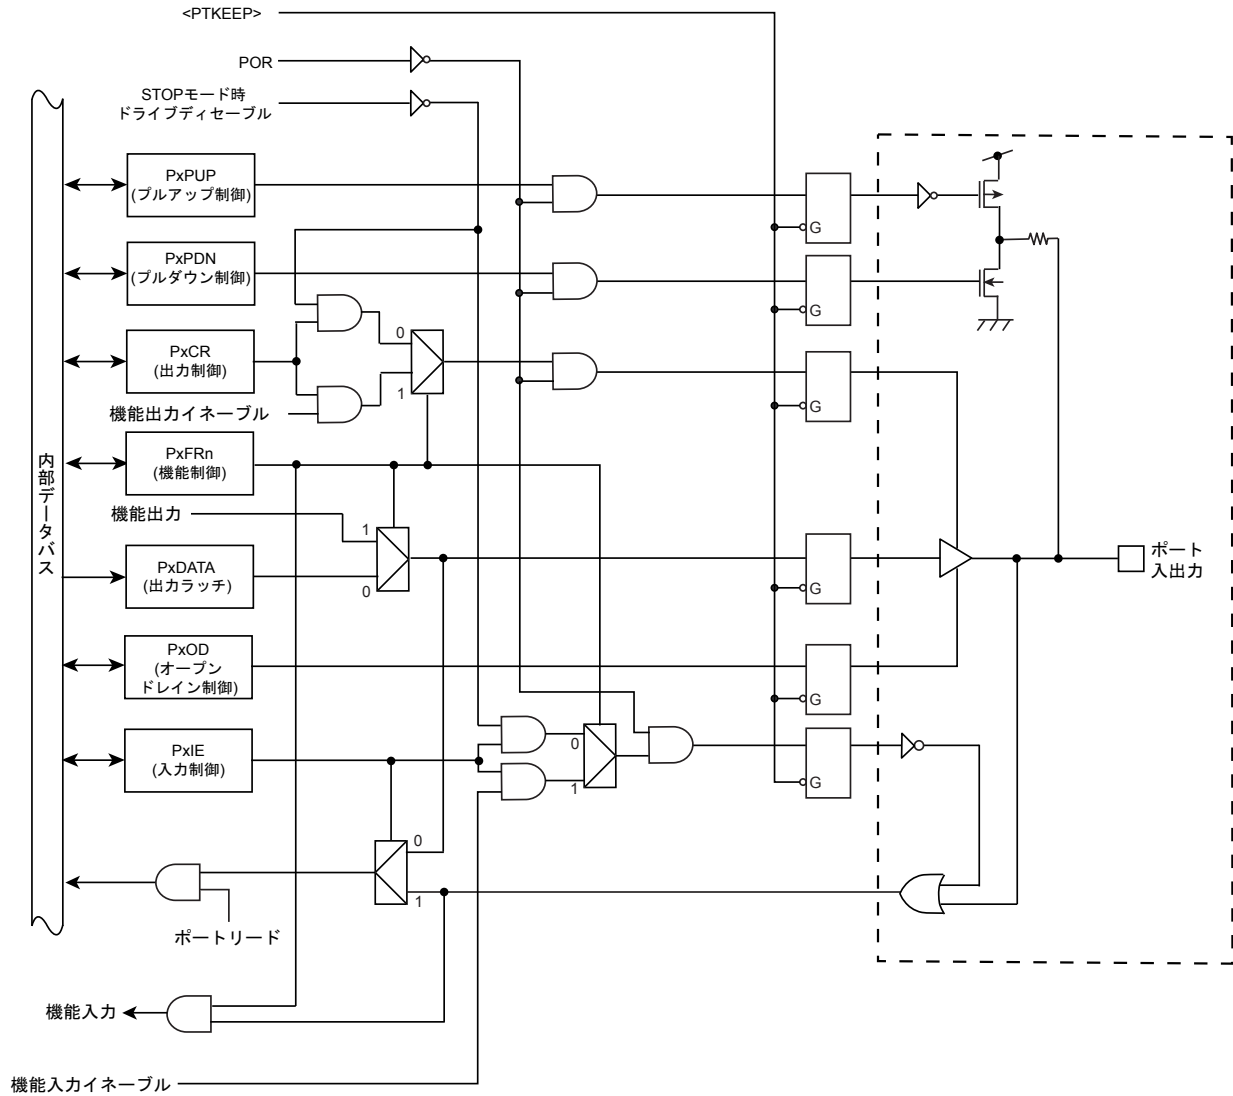 <PTKEEP>
POR
STOPモード時
ドライブディセーブル
PxPUP
(プルアップ制御)
G
PxPDN
(プルダウン制御)
G
PxCR
(出力制御)
0
1
G
機能出力イネーブル
PxFRn
(機能制御)
内部データバス
機能出力
1
0
PxDATA
(出力ラッチ)
G
ポート
入出力
PxOD
(オープン
ドレイン制御)
G
PxIE
(入力制御)
0
1
G
0
1
ポートリード
機能入力
機能入力イネーブル